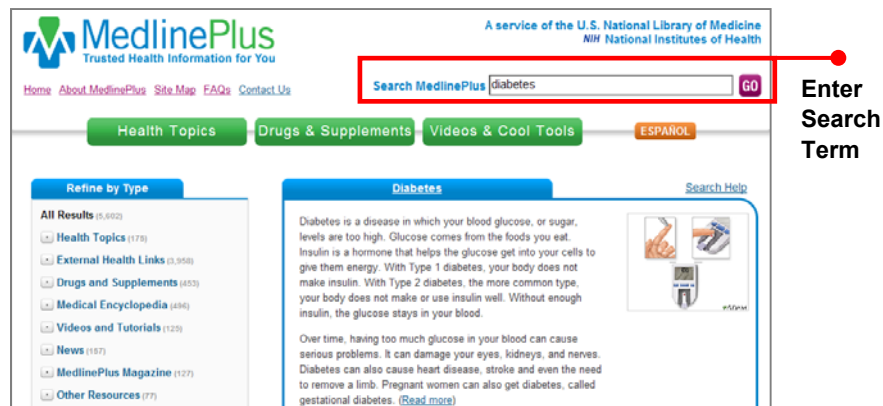 MedlinePlus
Trusted Health Information for You
A service of the U.S. National Library of Medicine
NIH National Institutes of Health
Home About MedlinePlus Site Map FAQs Contact Us
Search MedlinePlus diabetes GO
Enter
Search
Term
Health Topics Drugs & Supplements Videos & Cool Tools ESPAÑOL
Refine by Type
All Results (5,602)
Health Topics (175)
External Health Links (3,958)
Drugs and Supplements (453)
Medical Encyclopedia (496)
Videos and Tutorials (125)
News (187)
MedlinePlus Magazine (127)
Other Resources (77)
Diabetes
Search Help
Diabetes is a disease in which your blood glucose, or sugar,
levels are too high. Glucose comes from the foods you eat.
Insulin is a hormone that helps the glucose get into your cells to
give them energy. With Type 1 diabetes, your body does not
make insulin. With Type 2 diabetes, the more common type,
your body does not make or use insulin well. Without enough
insulin, the glucose stays in your blood.
Over time, having too much glucose in your blood can cause
serious problems. It can damage your eyes, kidneys, and nerves.
Diabetes can also cause heart disease, stroke and even the need
to remove a limb. Pregnant women can also get diabetes, called
gestational diabetes. (Read more)